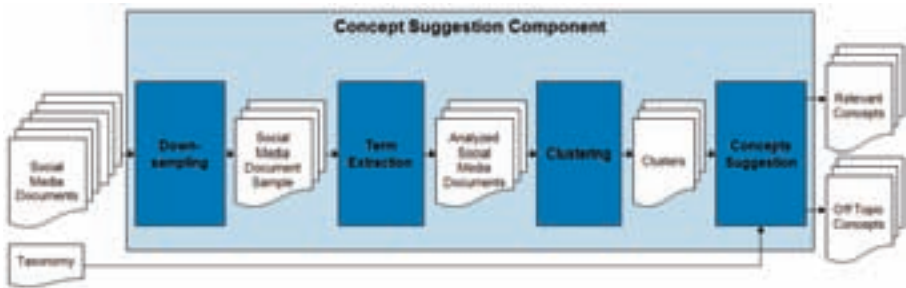 Concept Suggestion Component
Social
Media
Documents
Down-
sampling
Social
Media
Document
Sample
Term
Extraction
Analyzed
Social
Media
Documents
Clustering
Clusters
Concepts
Suggestion
Relevant
Concepts
Off Topic
Concepts
Taxonomy